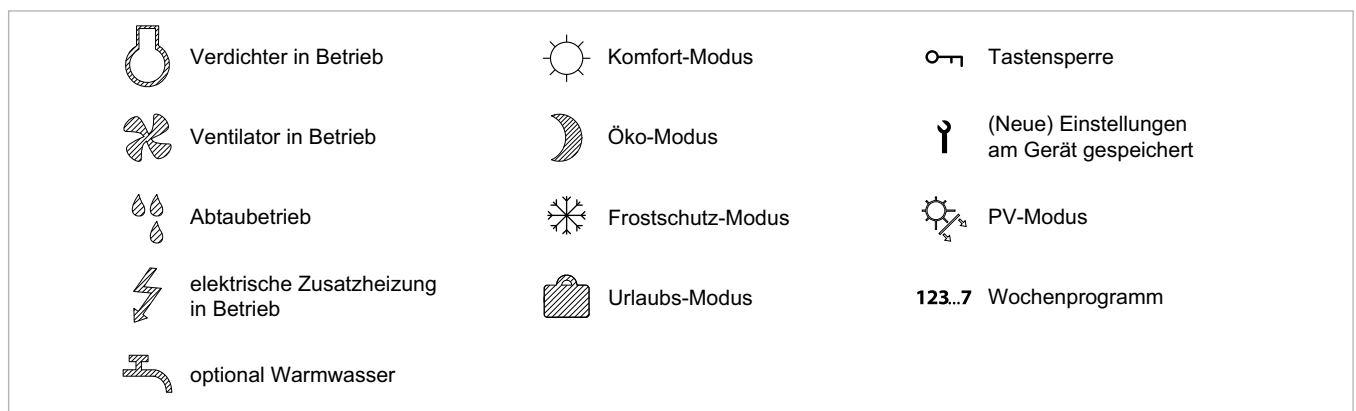 Verdichter in Betrieb
Ventilator in Betrieb
Abtaubetrieb
elektrische Zusatzheizung
in Betrieb
optional Warmwasser
Komfort-Modus
Öko-Modus
Frostschutz-Modus
Urlaubs-Modus
Tastensperre
(Neue) Einstellungen
am Gerät gespeichert
PV-Modus
123...7 Wochenprogramm